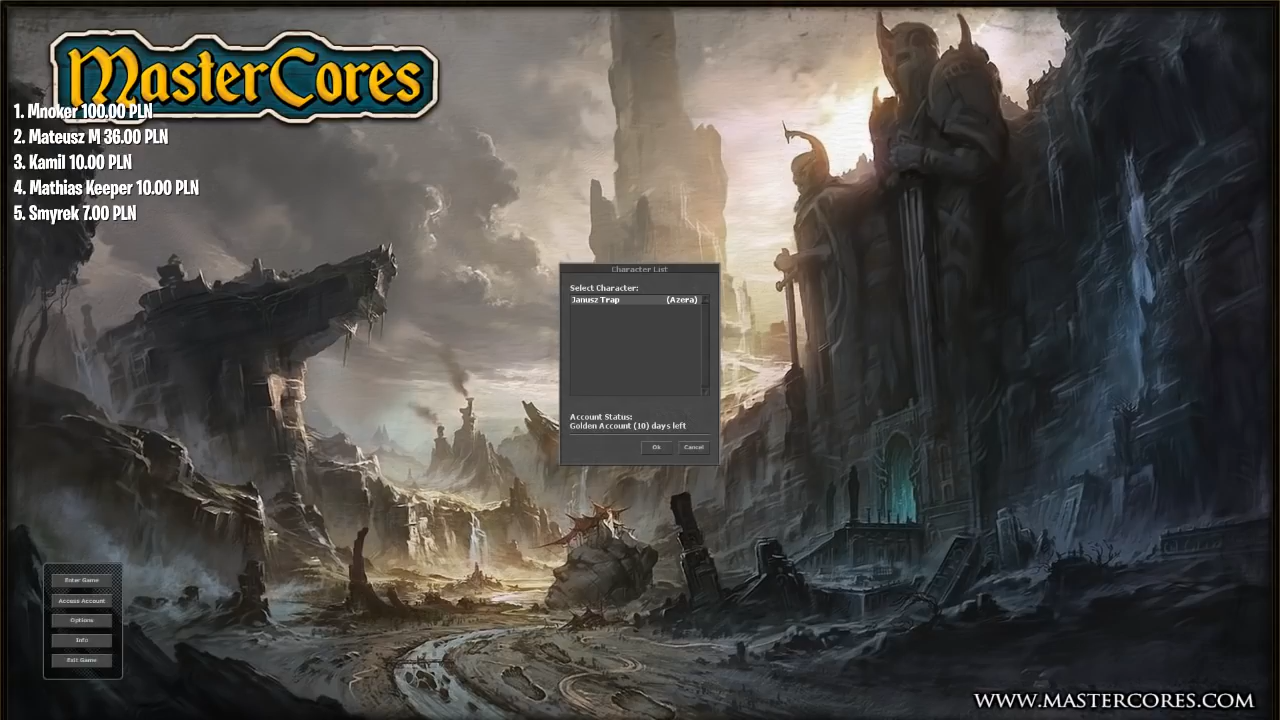 MasterCores
1. Mnoker 100.00 PLN
2. Mateusz M 36.00 PLN
3. Kamil 10.00 PLN
4. Mathias Keeper 10.00 PLN
5. Smyrek 7.00 PLN
Character List
Select Character:
Janusz Trap (Azera)
Account Status:
Golden Account (10) days left
Ok Cancel
Enter Game
Access Account
Options
Info
Exit Game
WWW.MASTERCORES.COM